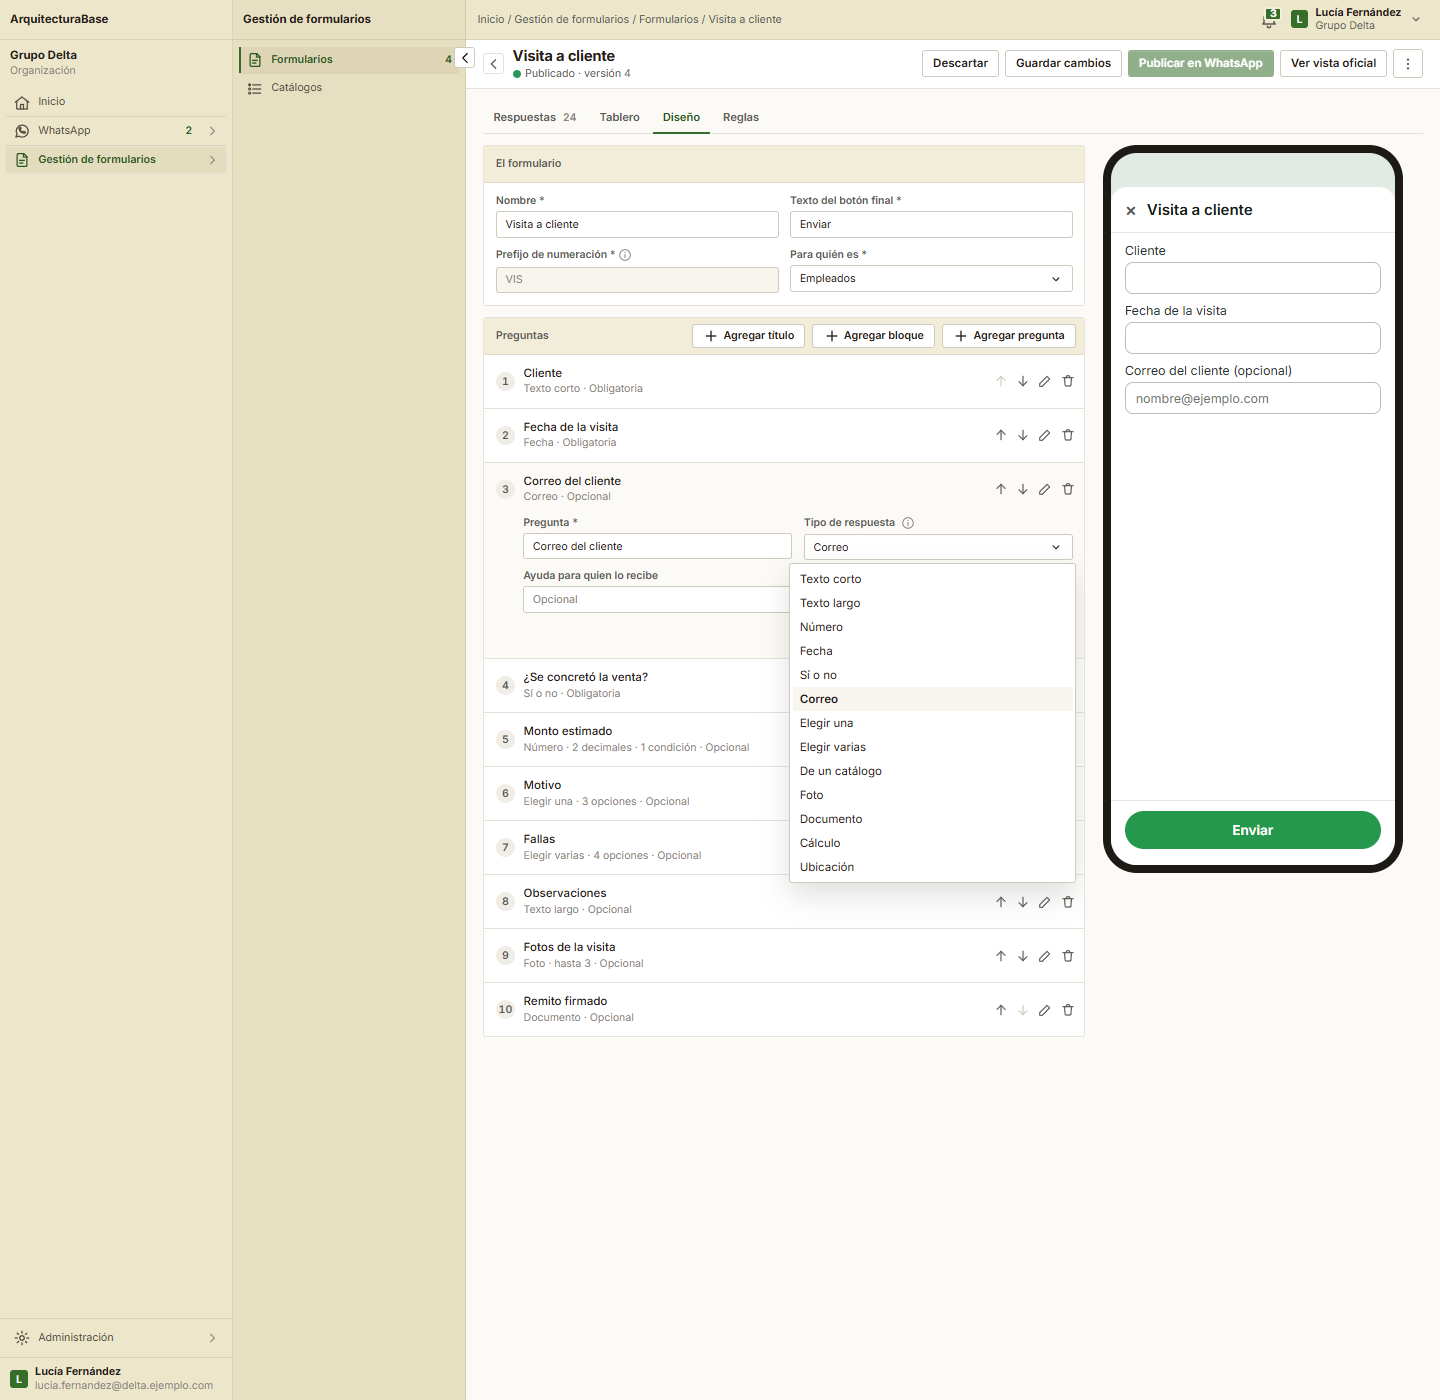 ArquitecturaBase
Grupo Delta
Organización
Inicio
WhatsApp 2
Gestión de formularios
Administración
L Lucía Fernández
lucia.fernandez@delta.ejemplo.com
Gestión de formularios
Formularios 4
Catálogos
Inicio / Gestión de formularios / Formularios / Visita a cliente
3
L Lucía Fernández
Grupo Delta
Visita a cliente
Publicado · versión 4
Descartar
Guardar cambios
Publicar en WhatsApp
Ver vista oficial
Respuestas 24
Tablero
Diseño
Reglas
El formulario
Nombre *
Visita a cliente
Texto del botón final *
Enviar
Prefijo de numeración *
VIS
Para quién es *
Empleados
Preguntas
Agregar título
Agregar bloque
Agregar pregunta
1 Cliente
Texto corto · Obligatoria
2 Fecha de la visita
Fecha · Obligatoria
3 Correo del cliente
Correo · Opcional
Pregunta *
Correo del cliente
Tipo de respuesta
Correo
Ayuda para quien lo recibe
Opcional
Texto corto
Texto largo
Número
Fecha
Sí o no
Correo
Elegir una
Elegir varias
De un catálogo
Foto
Documento
Cálculo
Ubicación
4 ¿Se concretó la venta?
Sí o no · Obligatoria
5 Monto estimado
Número · 2 decimales · 1 condición · Opcional
6 Motivo
Elegir una · 3 opciones · Opcional
7 Fallas
Elegir varias · 4 opciones · Opcional
8 Observaciones
Texto largo · Opcional
9 Fotos de la visita
Foto · hasta 3 · Opcional
10 Remito firmado
Documento · Opcional
Visita a cliente
Cliente
Fecha de la visita
Correo del cliente (opcional)
nombre@ejemplo.com
Enviar